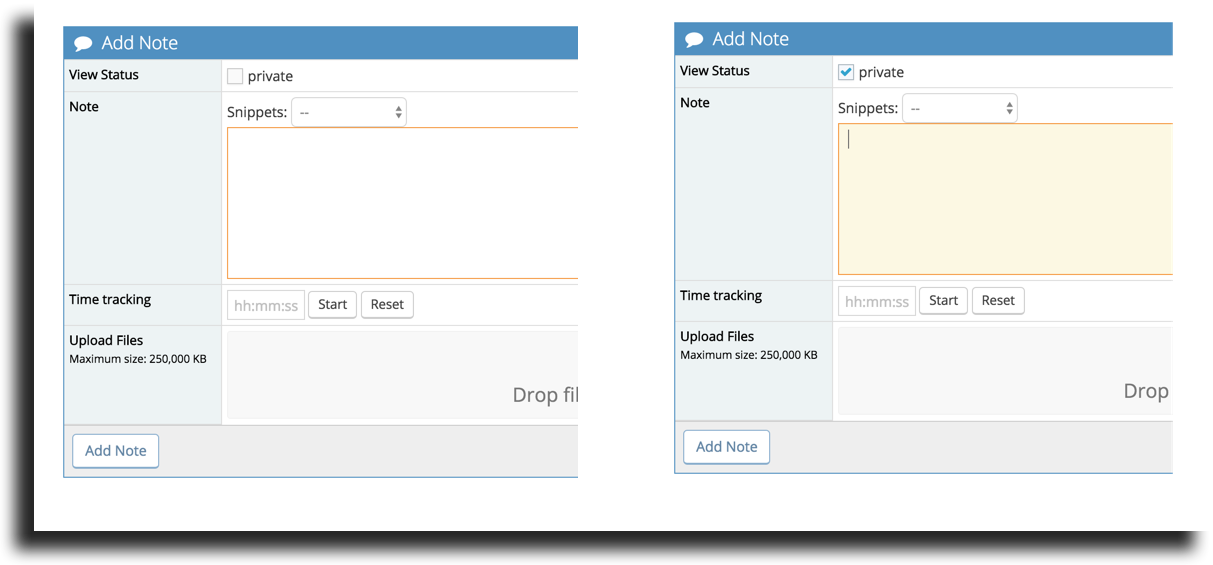 Add Note
View Status
private
Note
Snippets: --
Time tracking
hh:mm:ss Start Reset
Upload Files
Maximum size: 250,000 KB
Drop fil
Add Note
Add Note
View Status
private
Note
Snippets: --
Time tracking
hh:mm:ss Start Reset
Upload Files
Maximum size: 250,000 KB
Drop
Add Note